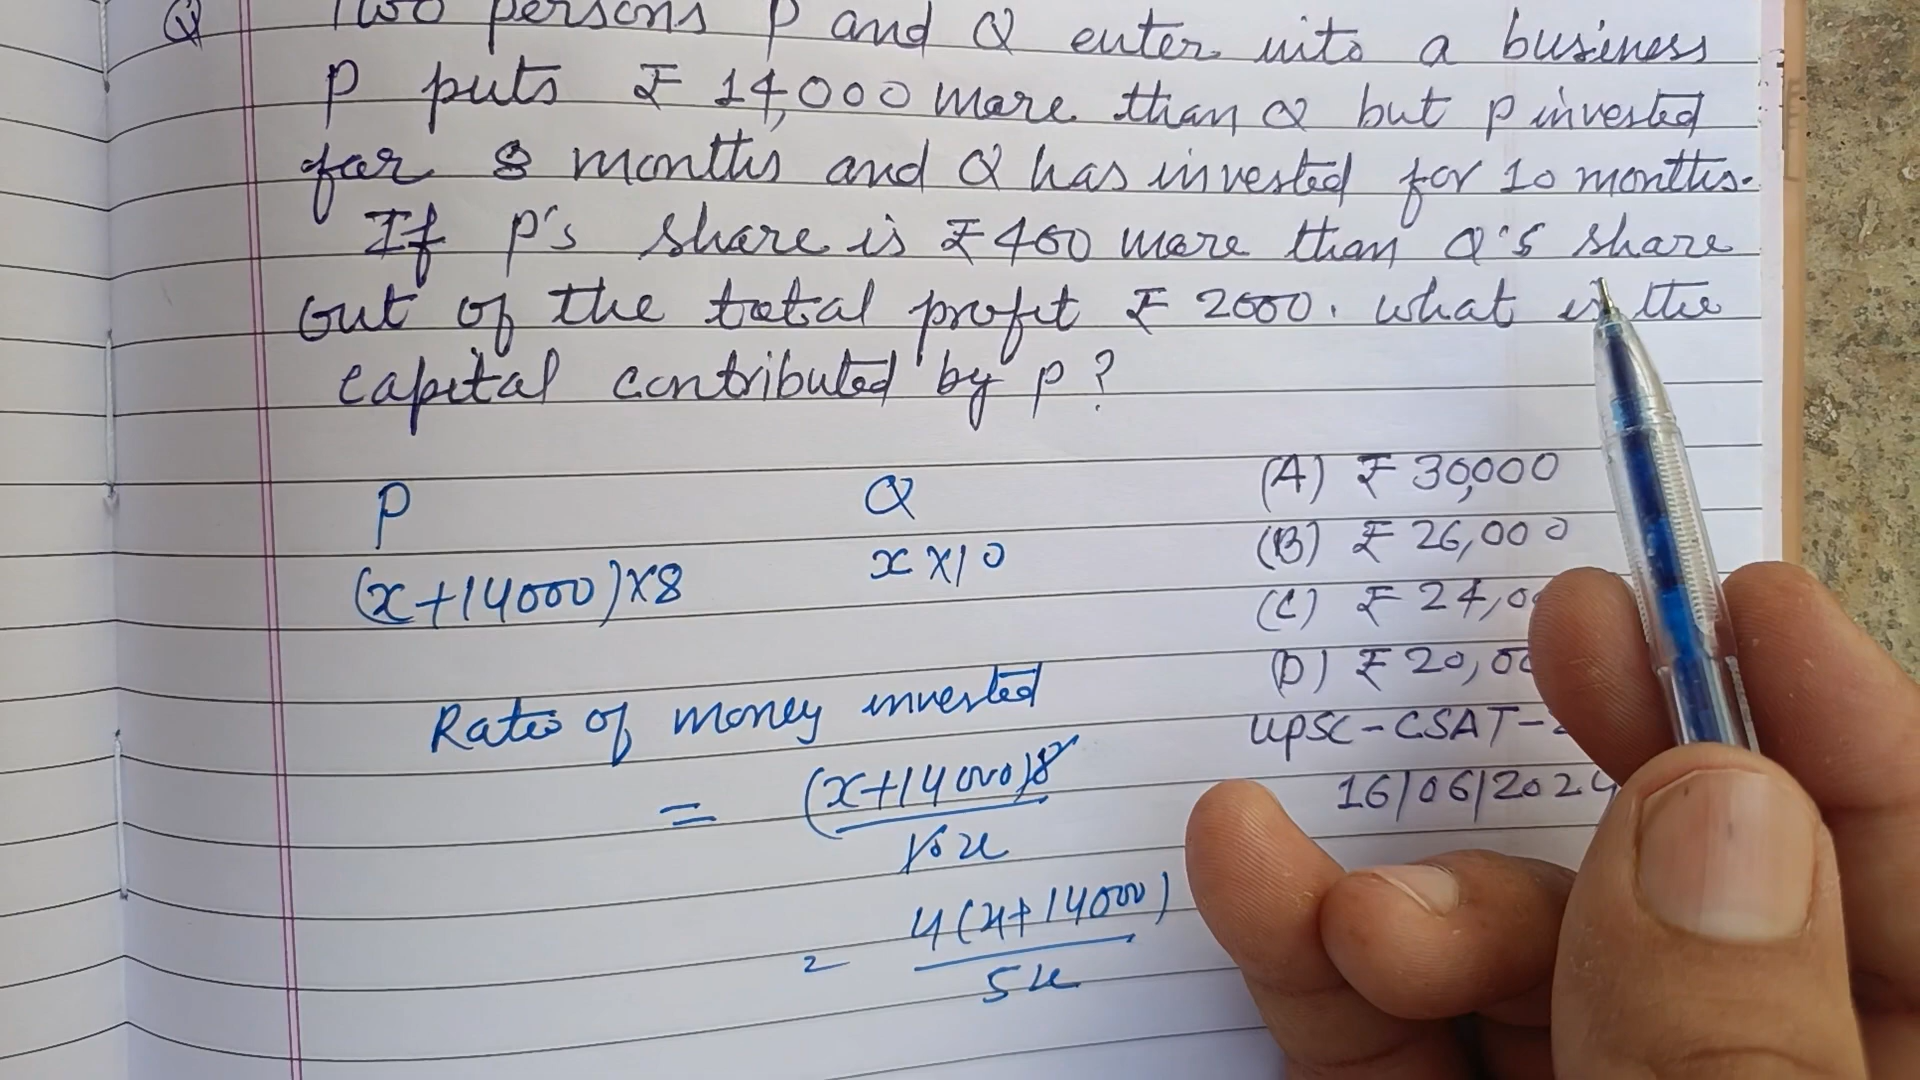 Q Two persons P and Q enter into a business
P puts ₹ 14,000 more than Q but P invested
for 8 months and Q has invested for 10 months.
If P's share is ₹ 400 more than Q's share
out of the total profit ₹ 2000. What is the
capital contributed by P?
P Q (A) ₹ 30,000
(x+14000)×8 x×10 (B) ₹ 26,000
(C) ₹ 24,0
(D) ₹ 20,00
Ratio of money invested
UPSC-CSAT-
= (x+14000)8
16/06/2024
10x
= 4(x+14000)
5x